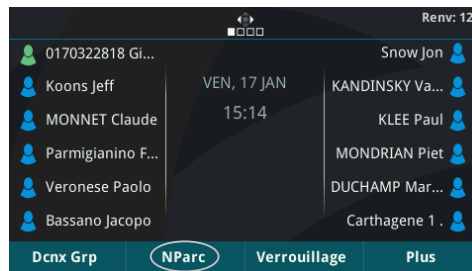 Renv: 12
0170322818 Gi...
Koons Jeff
MONNET Claude
Parmigianino F...
Veronese Paolo
Bassano Jacopo
VEN, 17 JAN
15:14
Snow Jon
KANDINSKY Va...
KLEE Paul
MONDRIAN Piet
DUCHAMP Mar...
Carthagene 1 .
Dcnx Grp NParc Verrouillage Plus